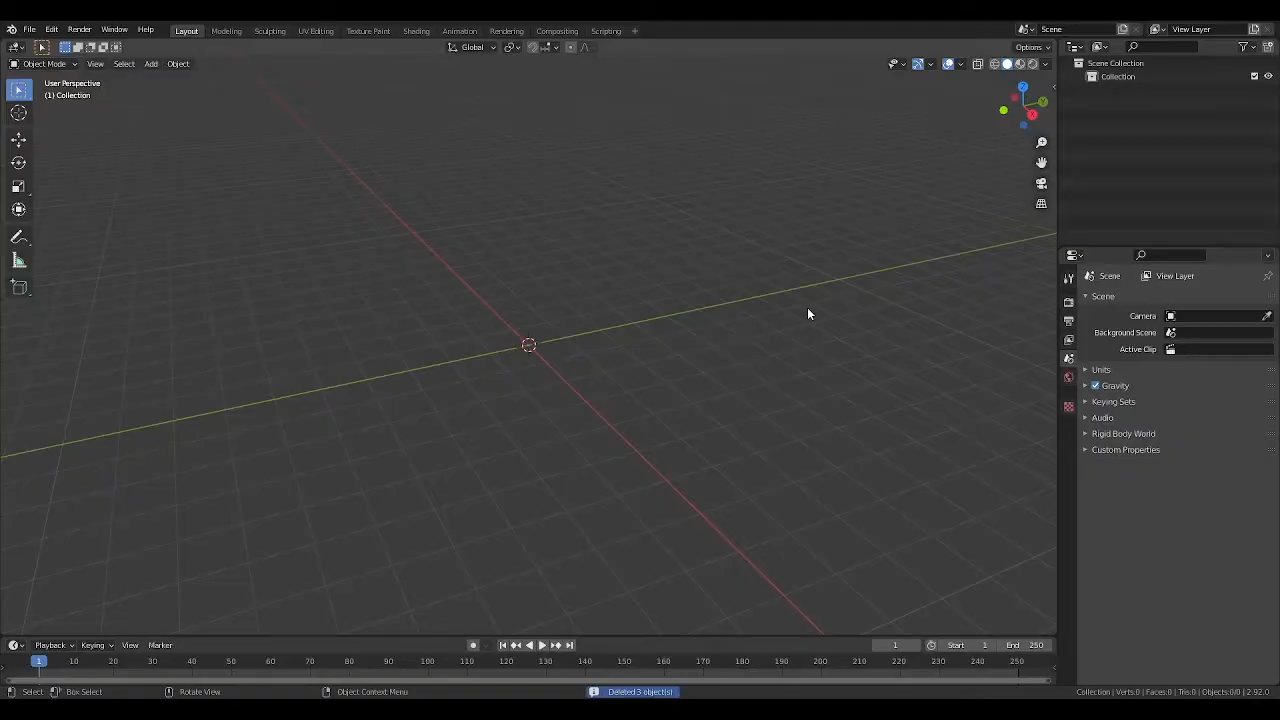 File Edit Render Window Help Layout Modeling Sculpting UV Editing Texture Paint Shading Animation Rendering Compositing Scripting + Scene View Layer
Global Options
Object Mode View Select Add Object
User Perspective
(1) Collection
Z
Y
X
Scene Collection
Collection
Scene View Layer
Scene
Camera
Background Scene
Active Clip
Units
Gravity
Keying Sets
Audio
Rigid Body World
Custom Properties
Playback Keying View Marker 1 Start 1 End 250
1 10 20 30 40 50 60 70 80 90 100 110 120 130 140 150 160 170 180 190 200 210 220 230 240 250
Select Box Select Rotate View Object Context Menu Deleted 3 object(s) Collection | Verts:0 | Faces:0 | Tris:0 | Objects:0/0 | 2.92.0